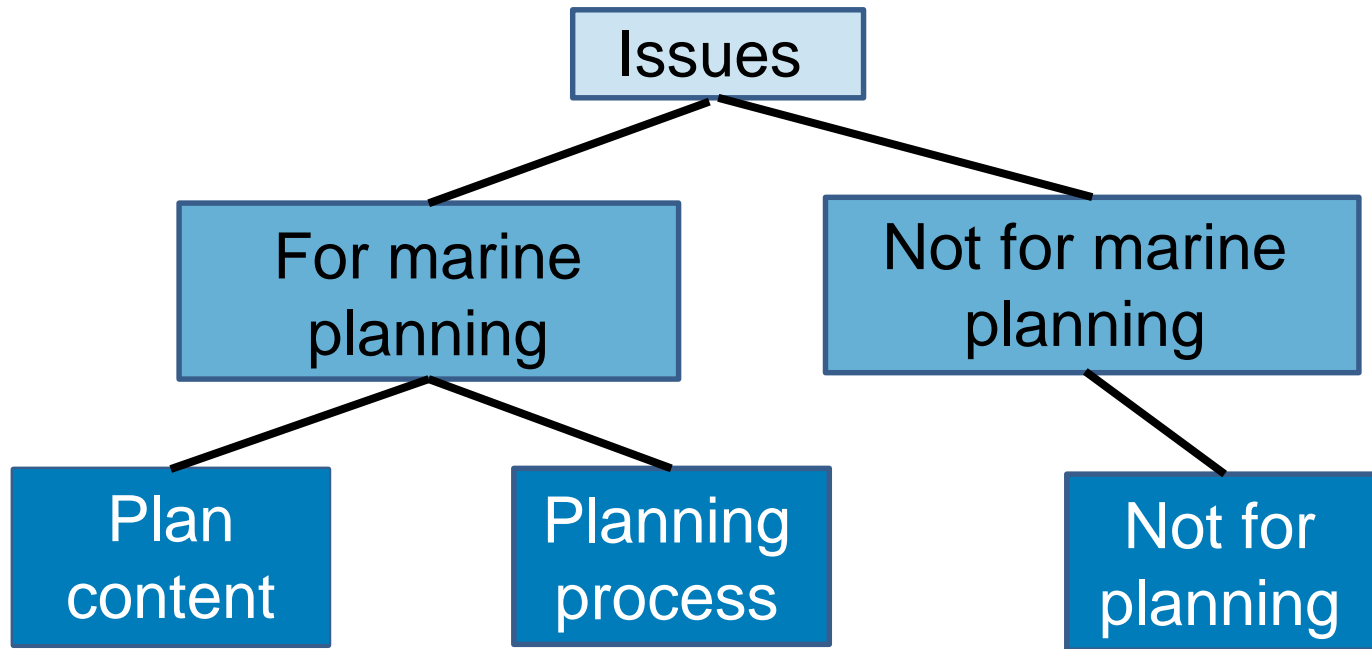 Issues
For marine
planning
Not for marine
planning
Plan
content
Planning
process
Not for
planning